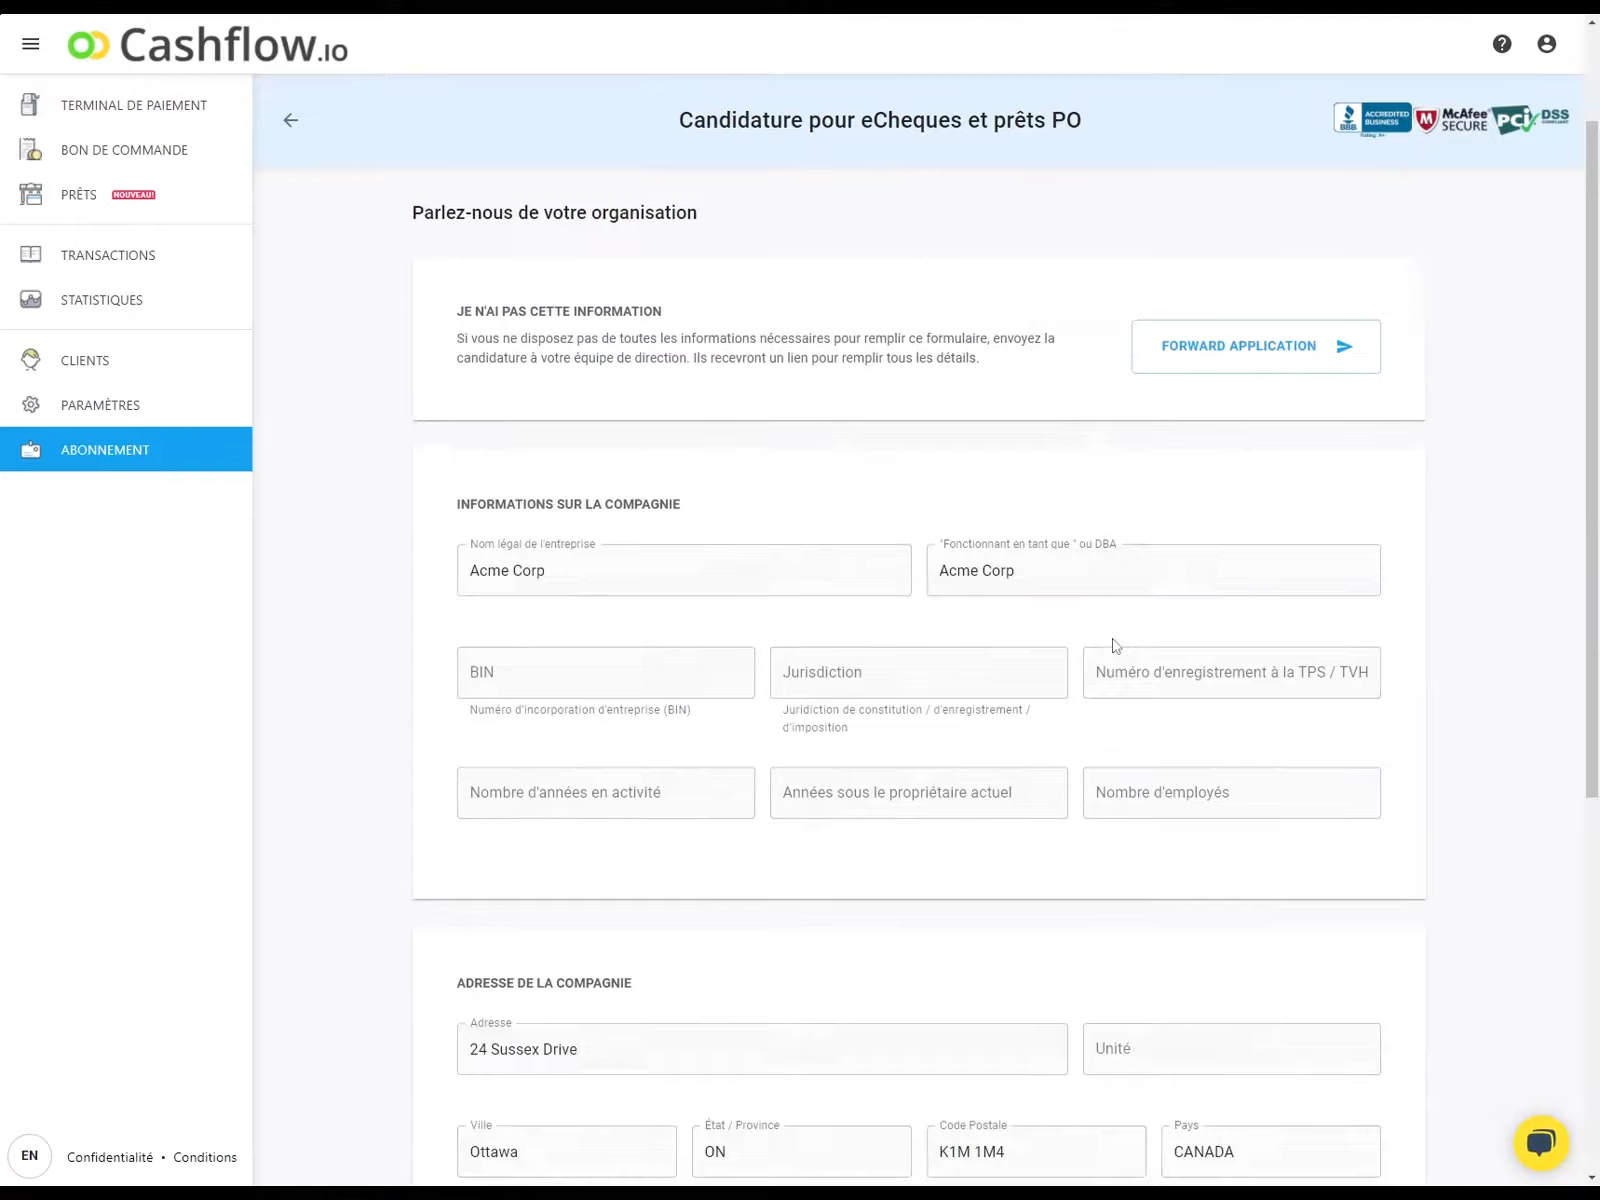 Cashflow.io
TERMINAL DE PAIEMENT
BON DE COMMANDE
PRÊTS NOUVEAU!
TRANSACTIONS
STATISTIQUES
CLIENTS
PARAMÈTRES
ABONNEMENT
EN Confidentialité • Conditions
Candidature pour eCheques et prêts PO
BBB ACCREDITED BUSINESS
Rating: A+
McAfee SECURE
PCI DSS
COMPLIANT
Parlez-nous de votre organisation
JE N'AI PAS CETTE INFORMATION
Si vous ne disposez pas de toutes les informations nécessaires pour remplir ce formulaire, envoyez la
candidature à votre équipe de direction. Ils recevront un lien pour remplir tous les détails.
FORWARD APPLICATION
INFORMATIONS SUR LA COMPAGNIE
Nom légal de l'entreprise
Acme Corp
"Fonctionnant en tant que " ou DBA
Acme Corp
BIN
Numéro d'incorporation d'entreprise (BIN)
Jurisdiction
Juridiction de constitution / d'enregistrement /
d'imposition
Numéro d'enregistrement à la TPS / TVH
Nombre d'années en activité
Années sous le propriétaire actuel
Nombre d'employés
ADRESSE DE LA COMPAGNIE
Adresse
24 Sussex Drive
Unité
Ville
Ottawa
État / Province
ON
Code Postale
K1M 1M4
Pays
CANADA